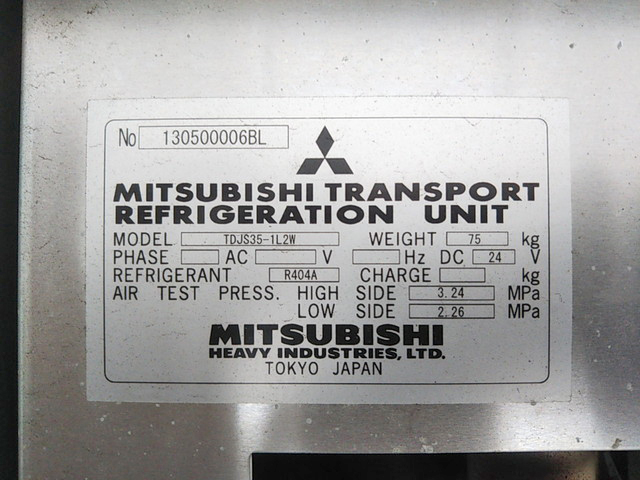 No 130500006BL
MITSUBISHI TRANSPORT
REFRIGERATION UNIT
MODEL TDJS35-1L2W WEIGHT 75 kg
PHASE AC V Hz DC 24 V
REFRIGERANT R404A CHARGE kg
AIR TEST PRESS. HIGH SIDE 3.24 MPa
LOW SIDE 2.26 MPa
MITSUBISHI
HEAVY INDUSTRIES, LTD.
TOKYO JAPAN